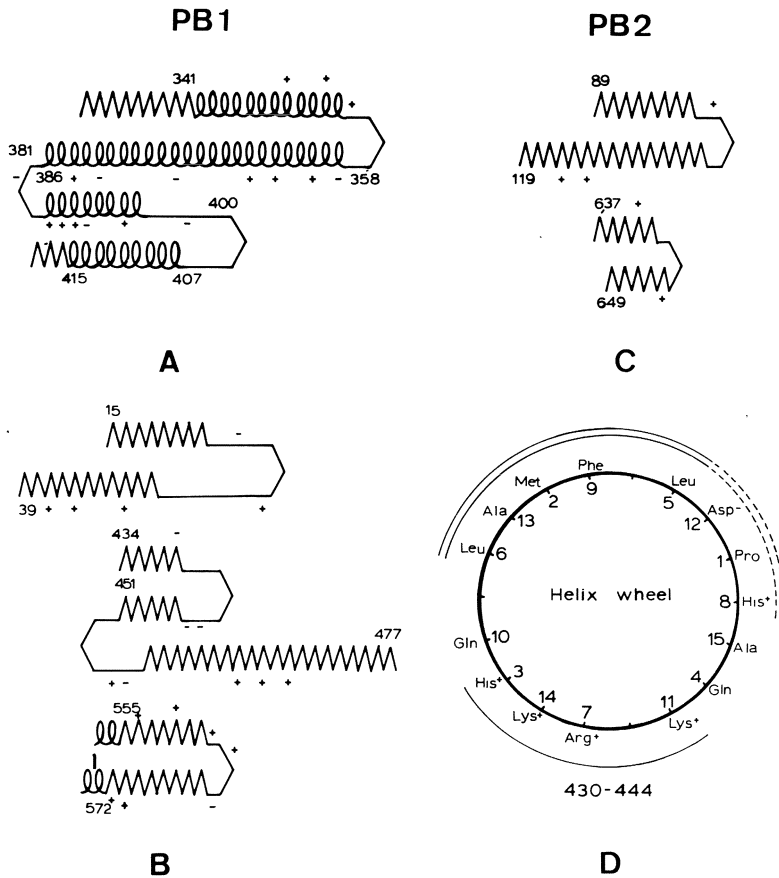 PB1
PB2
341
+ + +
381
- 386 + - - + + + - 358
400
+ + + - + -
-
415 407
A
89
+
119 + +
637 +
649 +
C
15
-
39 + + + +
434 -
451
- -
477
+ - + + +
555 + + + +
572 + + -
B
Phe
9
Leu
5
Asp-
12
Pro
1
His+
8
Ala
15
Gln
4
Lys+
11
Arg+
7
Lys+
14
His+
3
Gln
10
Leu
6
Ala
13
Met
2
Helix wheel
430-444
D